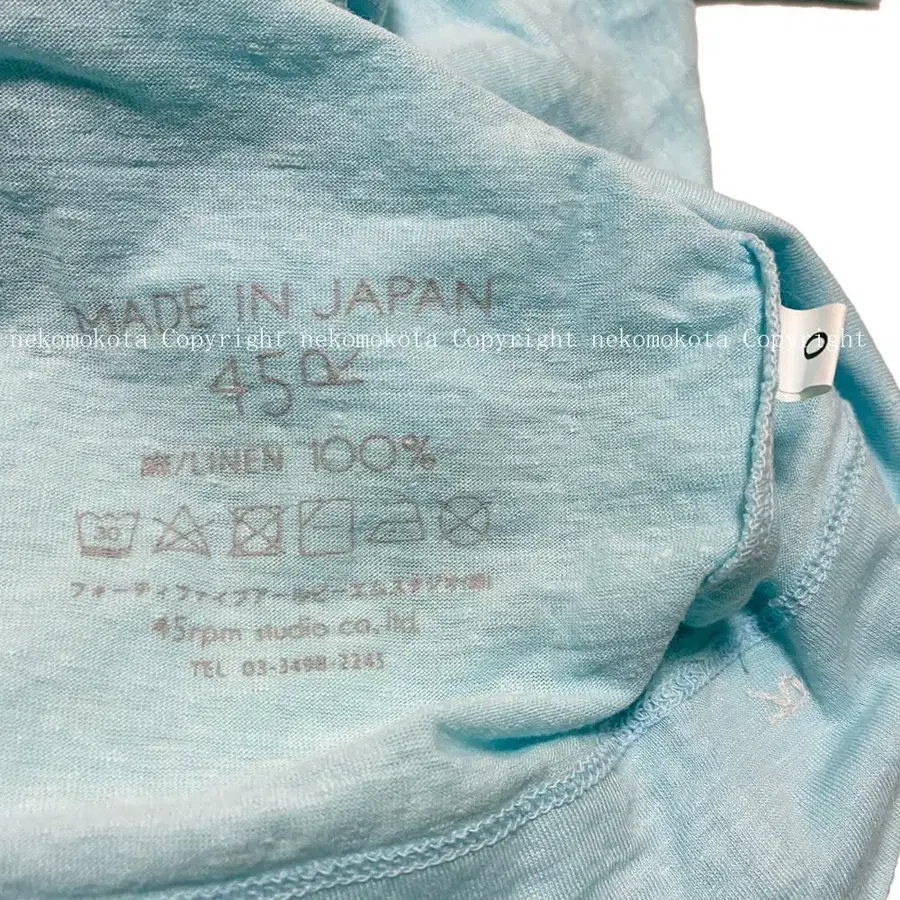 MADE IN JAPAN
nekomokota Copyright nekomokota Copyright nekomokota Copyright
0
45R
麻/LINEN 100%
30
フォーティファイブアールピーエムスタジオ(株)
45rpm studio co.,ltd.
TEL 03-3498-2245